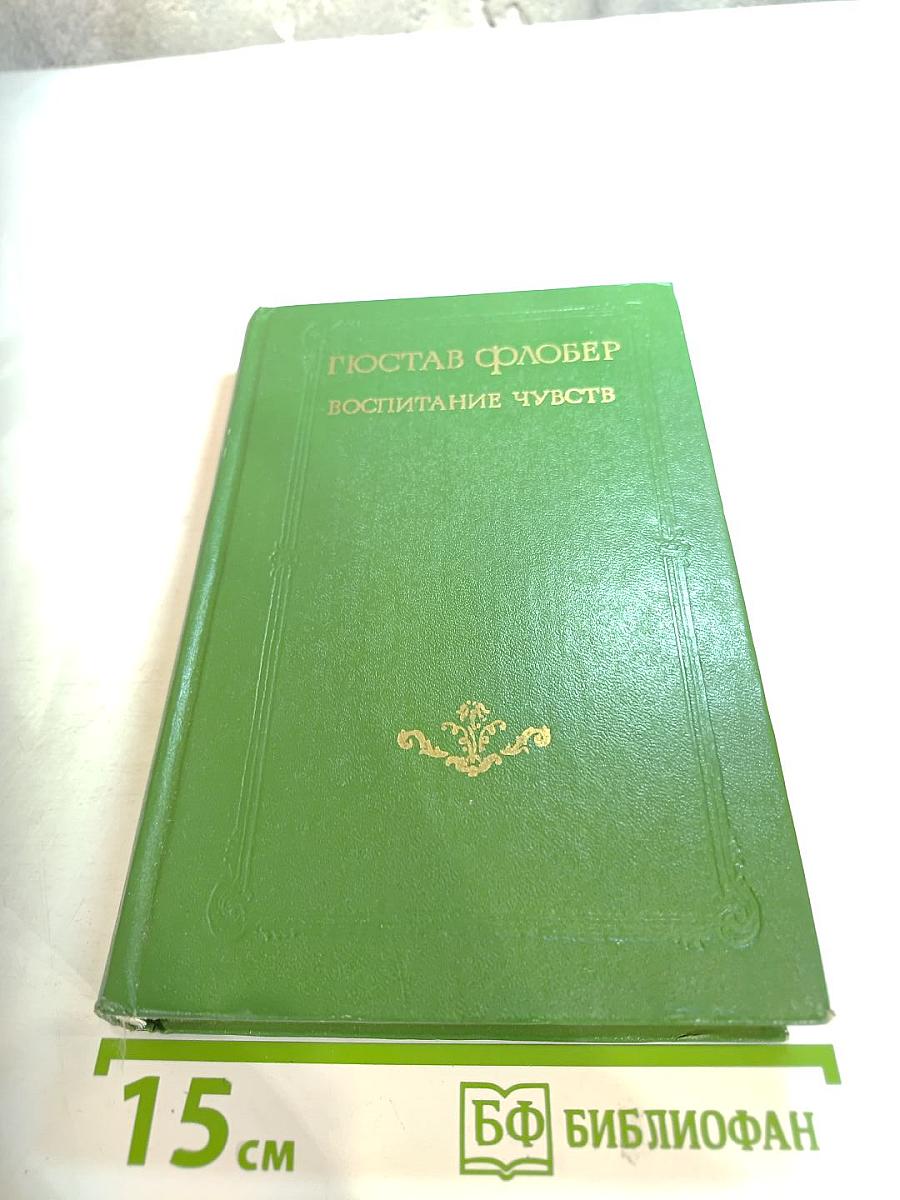 ГЮСТАВ ФЛОБЕР
ВОСПИТАНИЕ ЧУВСТВ
15 см
БФ БИБЛИОФАН